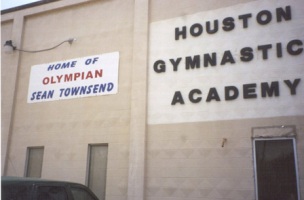 HOME OF
OLYMPIAN
SEAN TOWNSEND
HOUSTON
GYMNASTIC
ACADEMY